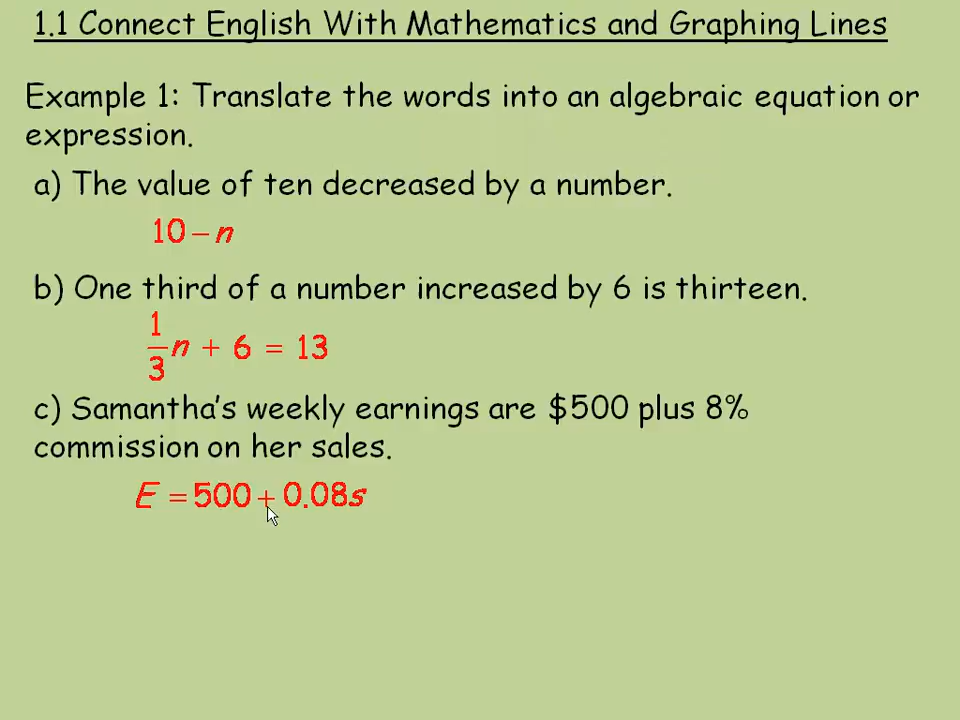 1.1 Connect English With Mathematics and Graphing Lines
Example 1: Translate the words into an algebraic equation or
expression.
a) The value of ten decreased by a number.
10 − n
b) One third of a number increased by 6 is thirteen.
1/3 n + 6 = 13
c) Samantha's weekly earnings are $500 plus 8%
commission on her sales.
E = 500 + 0.08s